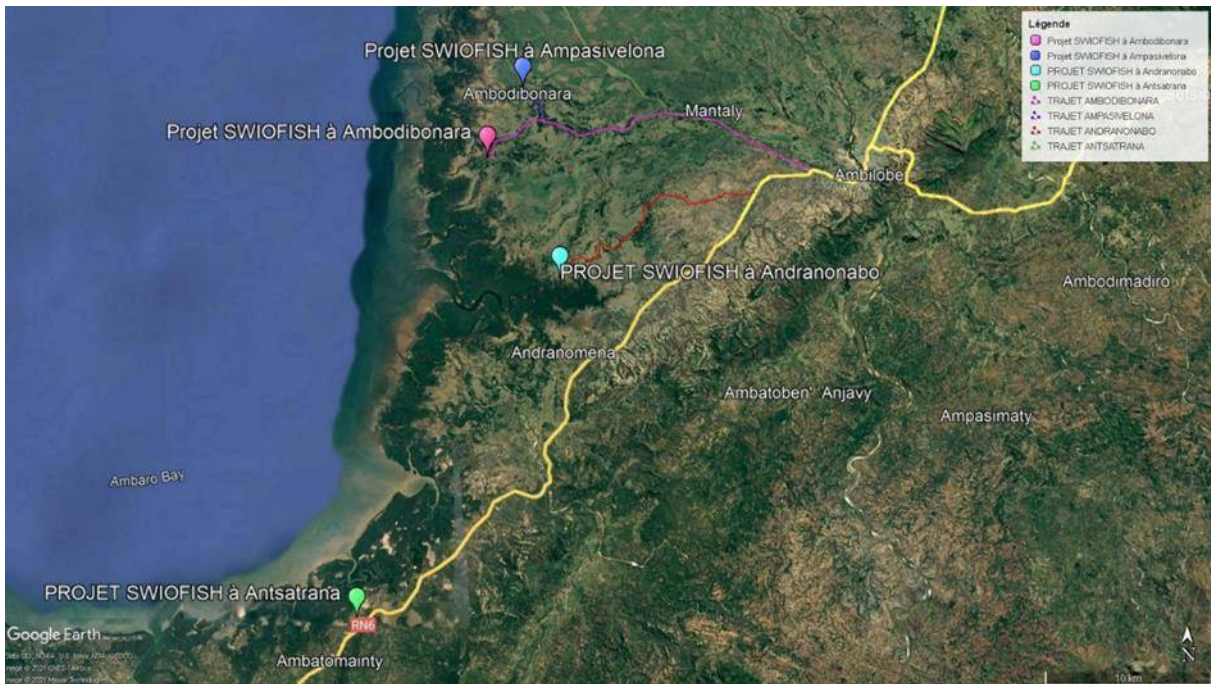 Légende
Projet SWIOFISH à Ambodibonara
Projet SWIOFISH à Ampasivelona
PROJET SWIOFISH à Andranonabo
PROJET SWIOFISH à Antsatrana
TRAJET AMBODIBONARA
TRAJET AMPASIVELONA
TRAJET ANDRANONABO
TRAJET ANTSATRANA
Projet SWIOFISH à Ampasivelona
Ambodibonara
Mantaly
Projet SWIOFISH à Ambodibonara
Ambilobe
PROJET SWIOFISH à Andranonabo
Ambodimadiro
Andranomena
Ambatoben' Anjavy
Ampasimaty
Ambaro Bay
PROJET SWIOFISH à Antsatrana
RN6
Google Earth
Ambatomainty
N
10 km